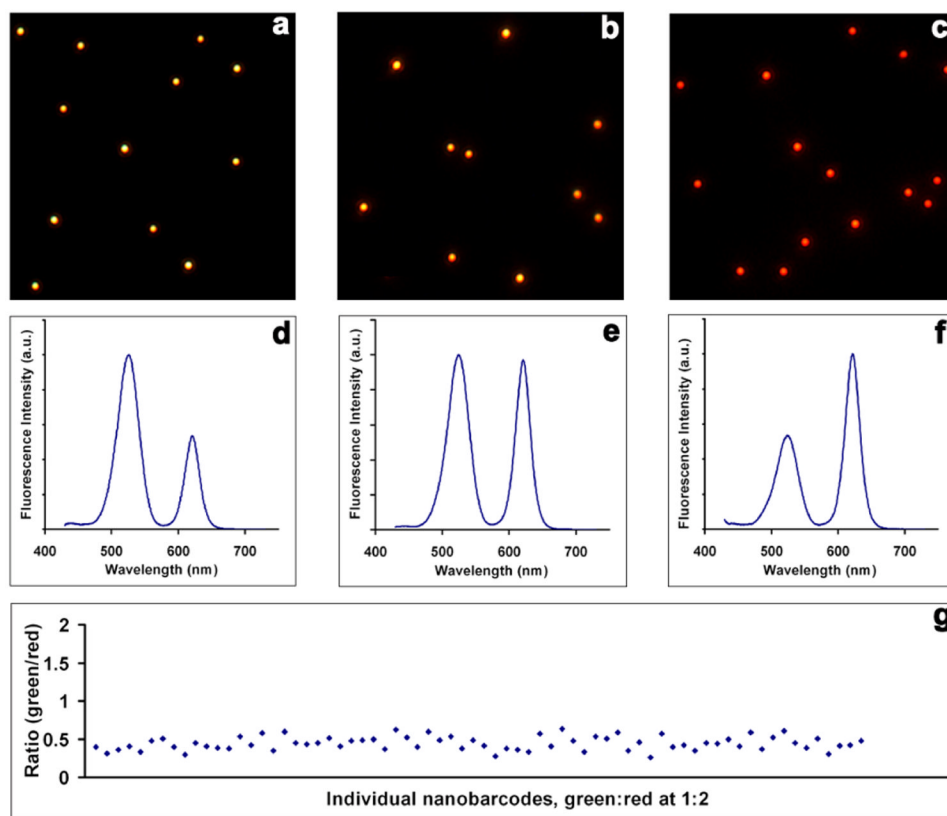 a
b
c
d
Fluorescence Intensity (a.u.)
400 500 600 700
Wavelength (nm)
e
Fluorescence Intensity (a.u.)
400 500 600 700
Wavelength (nm)
f
Fluorescence Intensity (a.u.)
400 500 600 700
Wavelength (nm)
g
Ratio (green/red)
2
1.5
1
0.5
0
Individual nanobarcodes, green:red at 1:2